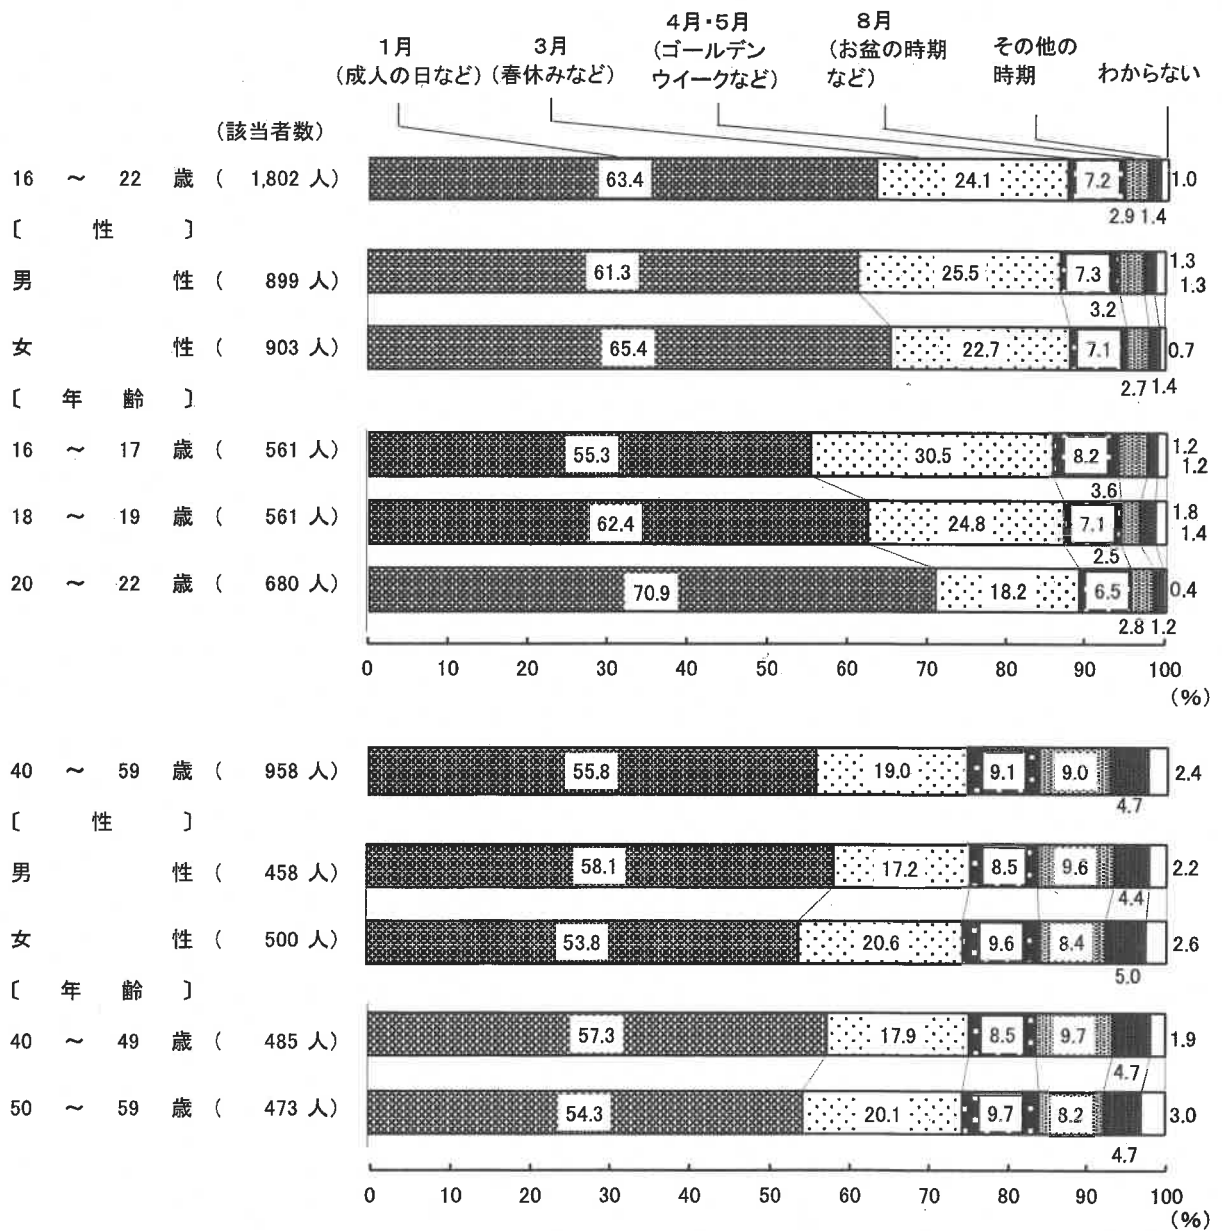 1月
(成人の日など)
3月
(春休みなど)
4月・5月
(ゴールデン
ウイークなど)
8月
(お盆の時期
など)
その他の
時期
わからない
(該当者数)
16 ～ 22 歳 ( 1,802 人) 63.4 24.1 7.2 1.0
2.9 1.4
〔 性 〕
男 性 ( 899 人) 61.3 25.5 7.3 1.3
1.3
3.2
女 性 ( 903 人) 65.4 22.7 7.1 0.7
2.7 1.4
〔 年 齢 〕
16 ～ 17 歳 ( 561 人) 55.3 30.5 8.2 1.2
1.2
3.6
18 ～ 19 歳 ( 561 人) 62.4 24.8 7.1 1.8
1.4
2.5
20 ～ 22 歳 ( 680 人) 70.9 18.2 6.5 0.4
2.8 1.2
0 10 20 30 40 50 60 70 80 90 100
(%)
40 ～ 59 歳 ( 958 人) 55.8 19.0 9.1 9.0 2.4
4.7
〔 性 〕
男 性 ( 458 人) 58.1 17.2 8.5 9.6 2.2
4.4
女 性 ( 500 人) 53.8 20.6 9.6 8.4 2.6
5.0
〔 年 齢 〕
40 ～ 49 歳 ( 485 人) 57.3 17.9 8.5 9.7 1.9
4.7
50 ～ 59 歳 ( 473 人) 54.3 20.1 9.7 8.2 3.0
4.7
0 10 20 30 40 50 60 70 80 90 100
(%)